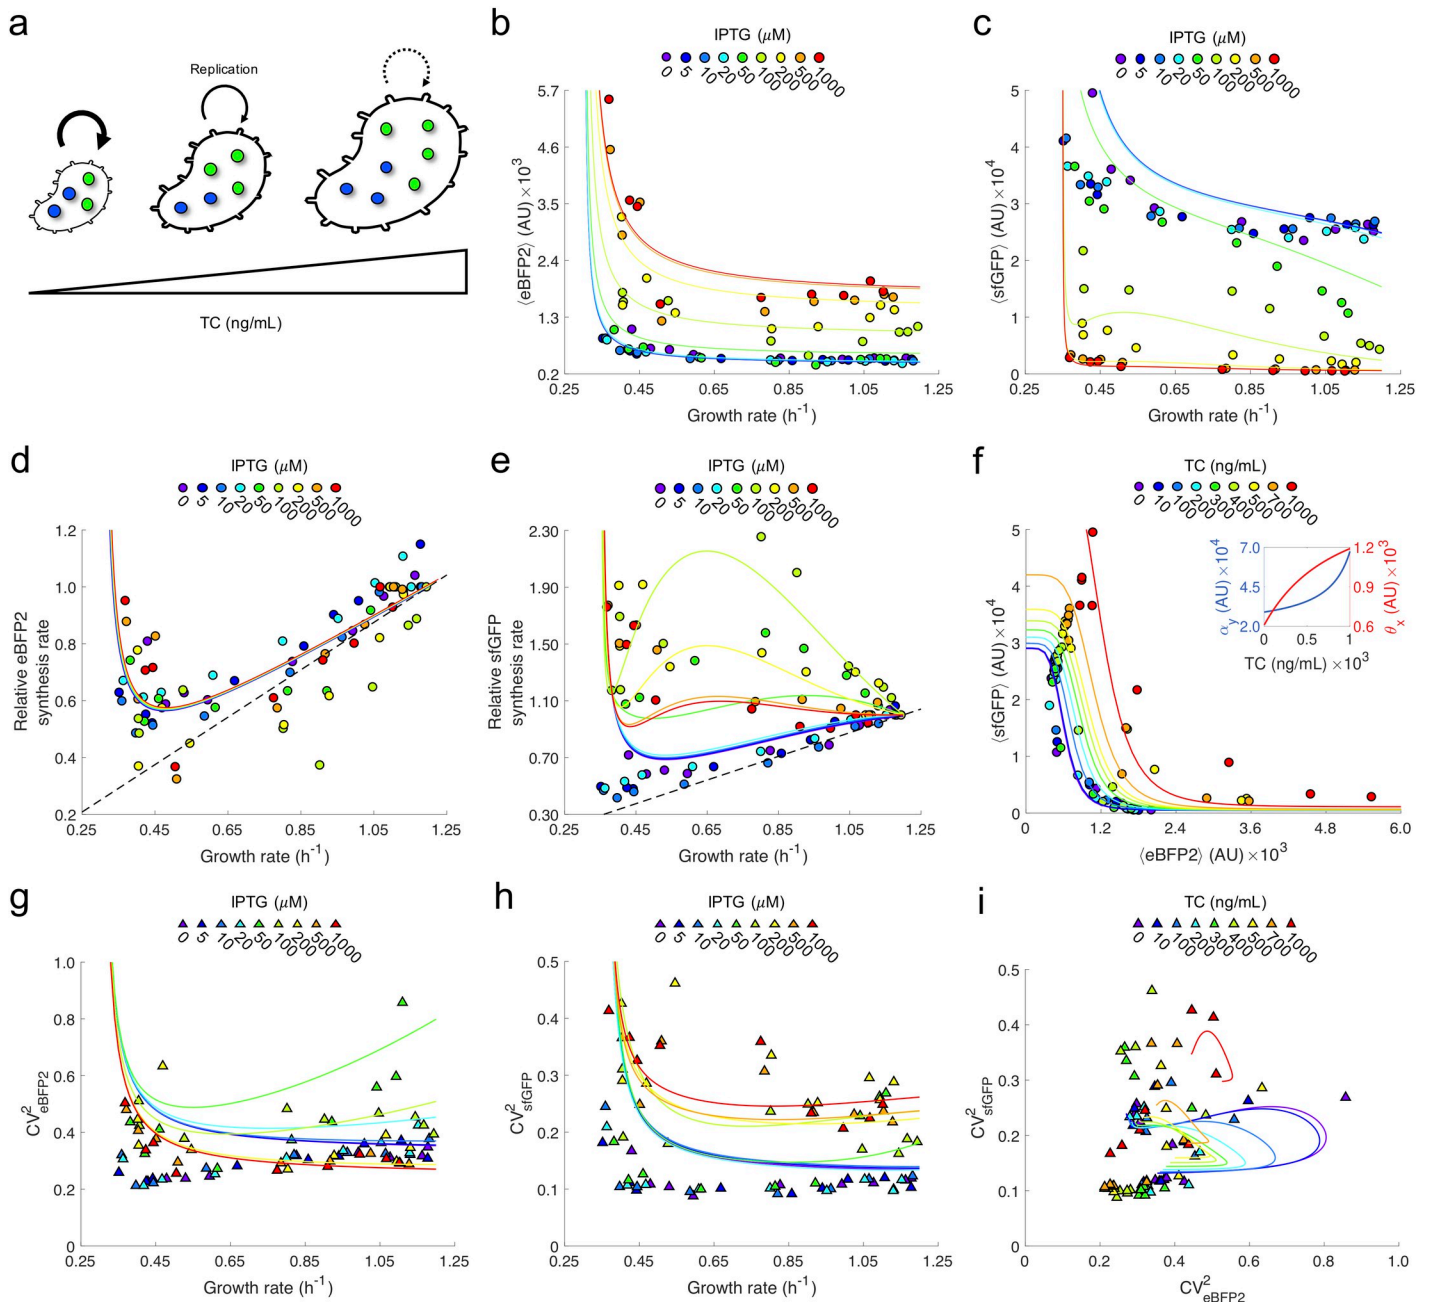 a
Replication
TC (ng/mL)
b
IPTG (μM)
0 5 10 20 50 100 200 500 1000
⟨eBFP2⟩ (AU) ×10³
5.7
4.6
3.5
2.4
1.3
0.2
0.25 0.45 0.65 0.85 1.05 1.25
Growth rate (h⁻¹)
c
IPTG (μM)
0 5 10 20 50 100 200 500 1000
⟨sfGFP⟩ (AU) ×10⁴
5
4
3
2
1
0
0.25 0.45 0.65 0.85 1.05 1.25
Growth rate (h⁻¹)
d
IPTG (μM)
0 5 10 20 50 100 200 500 1000
Relative eBFP2
synthesis rate
1.2
1.0
0.8
0.6
0.4
0.2
0.25 0.45 0.65 0.85 1.05 1.25
Growth rate (h⁻¹)
e
IPTG (μM)
0 5 10 20 50 100 200 500 1000
Relative sfGFP
synthesis rate
2.30
1.90
1.50
1.10
0.70
0.30
0.25 0.45 0.65 0.85 1.05 1.25
Growth rate (h⁻¹)
f
TC (ng/mL)
0 10 100 200 300 400 500 700 1000
⟨sfGFP⟩ (AU) ×10⁴
5
4
3
2
1
0
0 1.2 2.4 3.6 4.8 6.0
⟨eBFP2⟩ (AU) ×10³
α_y (AU) ×10⁴
7.0
4.5
2.0
0 0.5 1
TC (ng/mL) ×10³
1.2
0.9
0.6
θ_x (AU) ×10³
g
IPTG (μM)
0 5 10 20 50 100 200 500 1000
CV²eBFP2
1.0
0.8
0.6
0.4
0.2
0
0.25 0.45 0.65 0.85 1.05 1.25
Growth rate (h⁻¹)
h
IPTG (μM)
0 5 10 20 50 100 200 500 1000
CV²sfGFP
0.5
0.4
0.3
0.2
0.1
0
0.25 0.45 0.65 0.85 1.05 1.25
Growth rate (h⁻¹)
i
TC (ng/mL)
0 10 100 200 300 400 500 700 1000
CV²sfGFP
0.5
0.4
0.3
0.2
0.1
0
0 0.2 0.4 0.6 0.8 1.0
CV²eBFP2